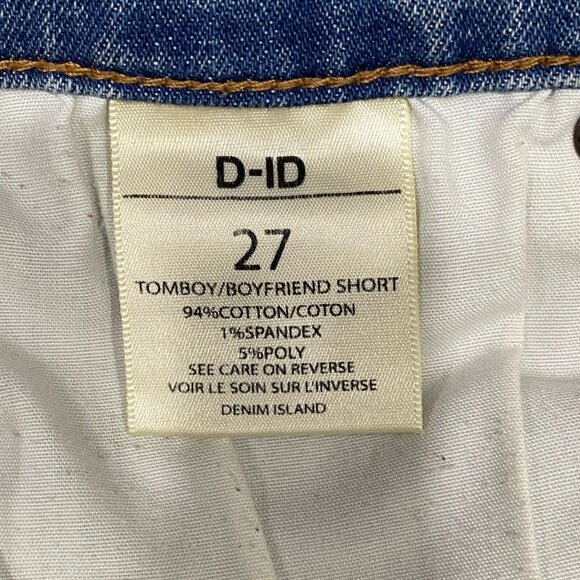 D-ID
27
TOMBOY/BOYFRIEND SHORT
94%COTTON/COTON
1%SPANDEX
5%POLY
SEE CARE ON REVERSE
VOIR LE SOIN SUR L'INVERSE
DENIM ISLAND